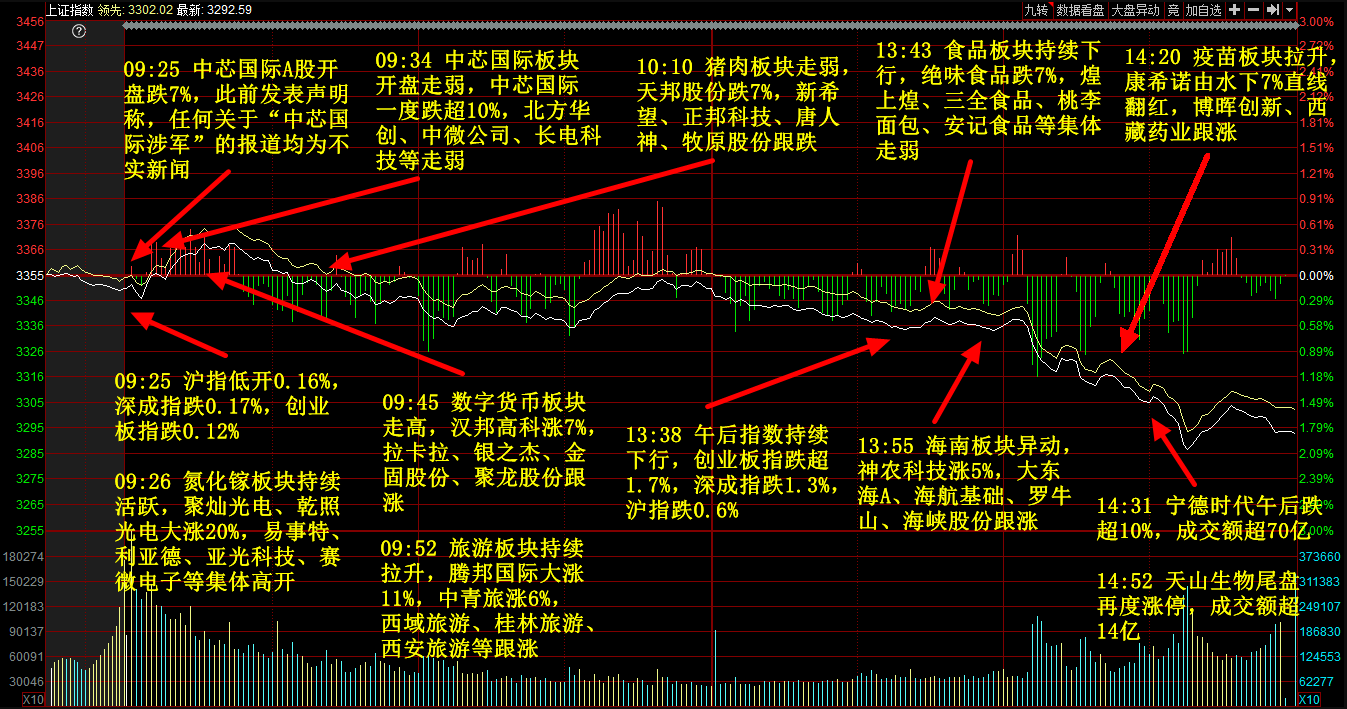 上证指数 领先: 3302.02 最新: 3292.59
九转 数据看盘 大盘异动 竞 加自选
3456
3447
3436
3426
3416
3406
3396
3386
3376
3366
3355
3346
3336
3326
3316
3305
3295
3285
3275
3265
3255
180274
150229
120183
90137
60091
30046
X10
09:25 中芯国际A股开
盘跌7%，此前发表声明
称，任何关于“中芯国
际涉军”的报道均为不
实新闻
09:34 中芯国际板块
开盘走弱，中芯国际
一度跌超10%，北方华
创、中微公司、长电科
技等走弱
10:10 猪肉板块走弱，
天邦股份跌7%，新希
望、正邦科技、唐人
神、牧原股份跟跌
13:43 食品板块持续下
行，绝味食品跌7%，煌
上煌、三全食品、桃李
面包、安记食品等集体
走弱
14:20 疫苗板块拉升，
康希诺由水下7%直线
翻红，博晖创新、西
藏药业跟涨
09:25 沪指低开0.16%，
深成指跌0.17%，创业
板指跌0.12%
09:26 氮化镓板块持续
活跃，聚灿光电、乾照
光电大涨20%，易事特、
利亚德、亚光科技、赛
微电子等集体高开
09:45 数字货币板块
走高，汉邦高科涨7%，
拉卡拉、银之杰、金
固股份、聚龙股份跟
涨
09:52 旅游板块持续
拉升，腾邦国际大涨
11%，中青旅涨6%，
西域旅游、桂林旅游、
西安旅游等跟涨
13:38 午后指数持续
下行，创业板指跌超
1.7%，深成指跌1.3%，
沪指跌0.6%
13:55 海南板块异动，
神农科技涨5%，大东
海A、海航基础、罗牛
山、海峡股份跟涨
14:31 宁德时代午后跌
超10%，成交额超70亿
14:52 天山生物尾盘
再度涨停，成交额超
14亿
3.00%
2.72%
2.12%
1.81%
1.51%
1.21%
0.91%
0.61%
0.31%
0.00%
0.29%
0.58%
0.89%
1.18%
1.49%
1.79%
2.09%
2.39%
373660
311383
249107
186830
124553
62277
X10